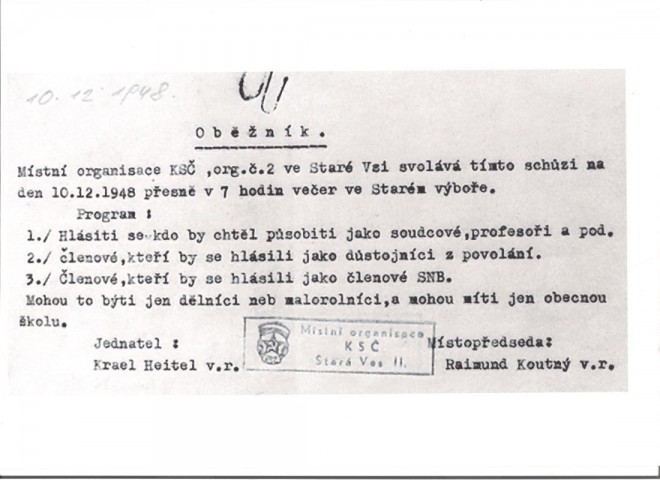 10.12 1948.
Oběžník.
Místní organisace KSČ ,org.č.2 ve Staré Vsi svolává tímto schůzi na
den 10.12.1948 přesně v 7 hodin večer ve Starém výboře.
Program :
1./ Hlásiti se kdo by chtěl působiti jako soudcové,profesoři a pod.
2./ členové,kteří by se hlásili jako důstojníci z povolání.
3./ Členové,kteří by se hlásili jako členové SNB.
Mohou to býti jen dělníci neb malorolníci,a mohou míti jen obecnou
školu.
Jednatel :
Krael Heitel v.r.
Místní organisace
KSČ
Stará Ves II.
Místopředseda:
Raimund Koutný v.r.